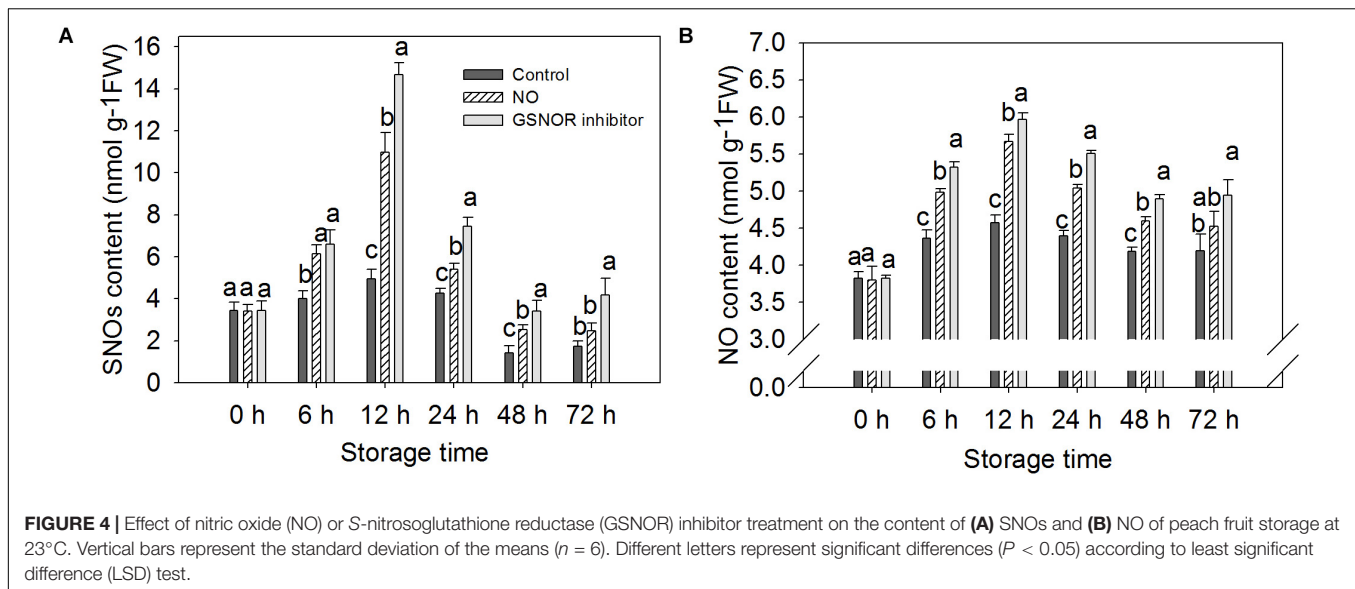 A
SNOs content (nmol g-1FW)
16
14
12
10
8
6
4
2
0
Control
NO
GSNOR inhibitor
a a a
b a a
c b a
c b a
c b a
b b a
0 h 6 h 12 h 24 h 48 h 72 h
Storage time
B
NO content (nmol g-1FW)
7.0
6.5
6.0
5.5
5.0
4.5
4.0
3.5
3.0
0.0
a a a
c b a
c b a
c b a
c b a
b ab a
0 h 6 h 12 h 24 h 48 h 72 h
Storage time
FIGURE 4 | Effect of nitric oxide (NO) or S-nitrosoglutathione reductase (GSNOR) inhibitor treatment on the content of (A) SNOs and (B) NO of peach fruit storage at
23°C. Vertical bars represent the standard deviation of the means (n = 6). Different letters represent significant differences (P < 0.05) according to least significant
difference (LSD) test.